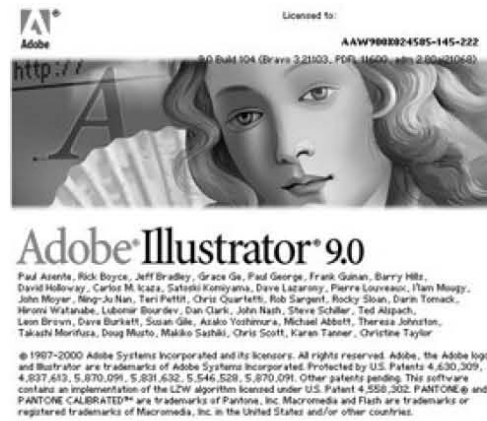 Adobe
Licensed to:
AAW900X024505-145-222
9.0 Build 104 (Bravo 3.21103, PDFL 11600, adm 2.80x21068)
http://
A
Adobe® Illustrator® 9.0
Paul Asente, Rick Boyce, Jeff Bradley, Grace Ge, Paul George, Frank Guinan, Barry Hills,
David Holloway, Carlos M. Icaza, Satoshi Komiyama, Dave Lazarony, Pierre Louveaux, I'lam Mougy,
John Moyer, Ning-Ju Nan, Teri Pettit, Chris Quartetti, Rob Sargent, Rocky Sloan, Darin Tomack,
Hiromi Watanabe, Lubomir Bourdev, Dan Clark, John Nash, Steve Schiller, Ted Alspach,
Leon Brown, Dave Burkett, Susan Gile, Asako Yoshimura, Michael Abbott, Theresa Johnston,
Takashi Morifusa, Doug Musto, Makiko Sashiki, Chris Scott, Karen Tanner, Christine Taylor
© 1987-2000 Adobe Systems Incorporated and its licensors. All rights reserved. Adobe, the Adobe logo
and Illustrator are trademarks of Adobe Systems Incorporated. Protected by U.S. Patents 4,630,309,
4,837,613, 5,870,091, 5,831,632, 5,546,528, 5,870,091. Other patents pending. This software
contains an implementation of the LZW algorithm licensed under U.S. Patent 4,558,302. PANTONE® and
PANTONE CALIBRATED™ are trademarks of Pantone, Inc. Macromedia and Flash are trademarks or
registered trademarks of Macromedia, Inc. in the United States and/or other countries.